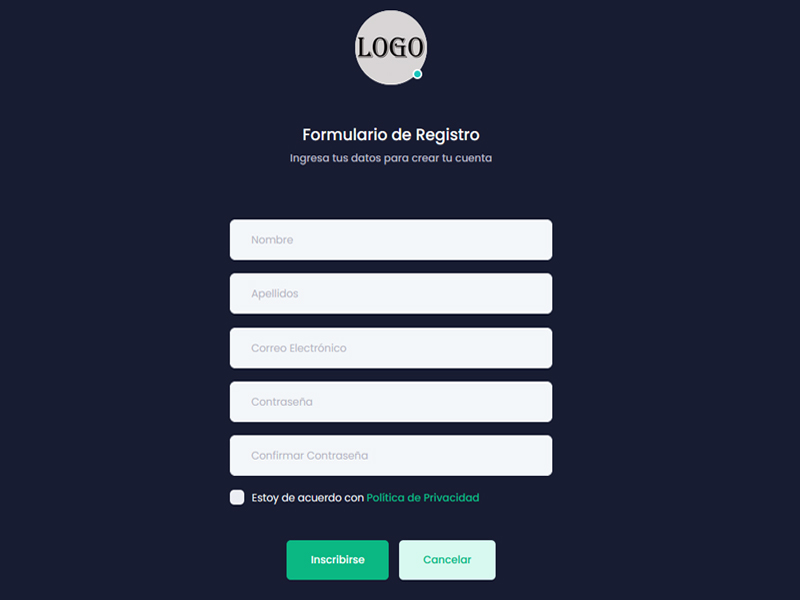 LOGO
Formulario de Registro
Ingresa tus datos para crear tu cuenta
Nombre
Apellidos
Correo Electrónico
Contraseña
Confirmar Contraseña
Estoy de acuerdo con Política de Privacidad
Inscribirse Cancelar